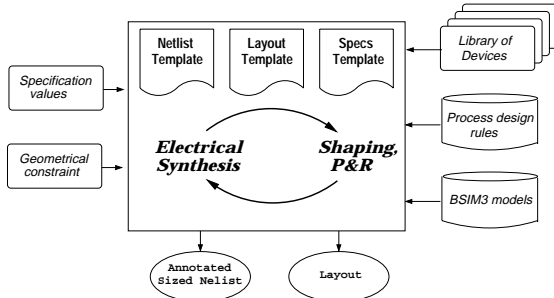 Netlist
Template
Layout
Template
Specs
Template
Library of
Devices
Specification
values
Process design
rules
Electrical
Synthesis
Shaping,
P&R
Geometrical
constraint
BSIM3 models
Annotated
Sized Nelist
Layout